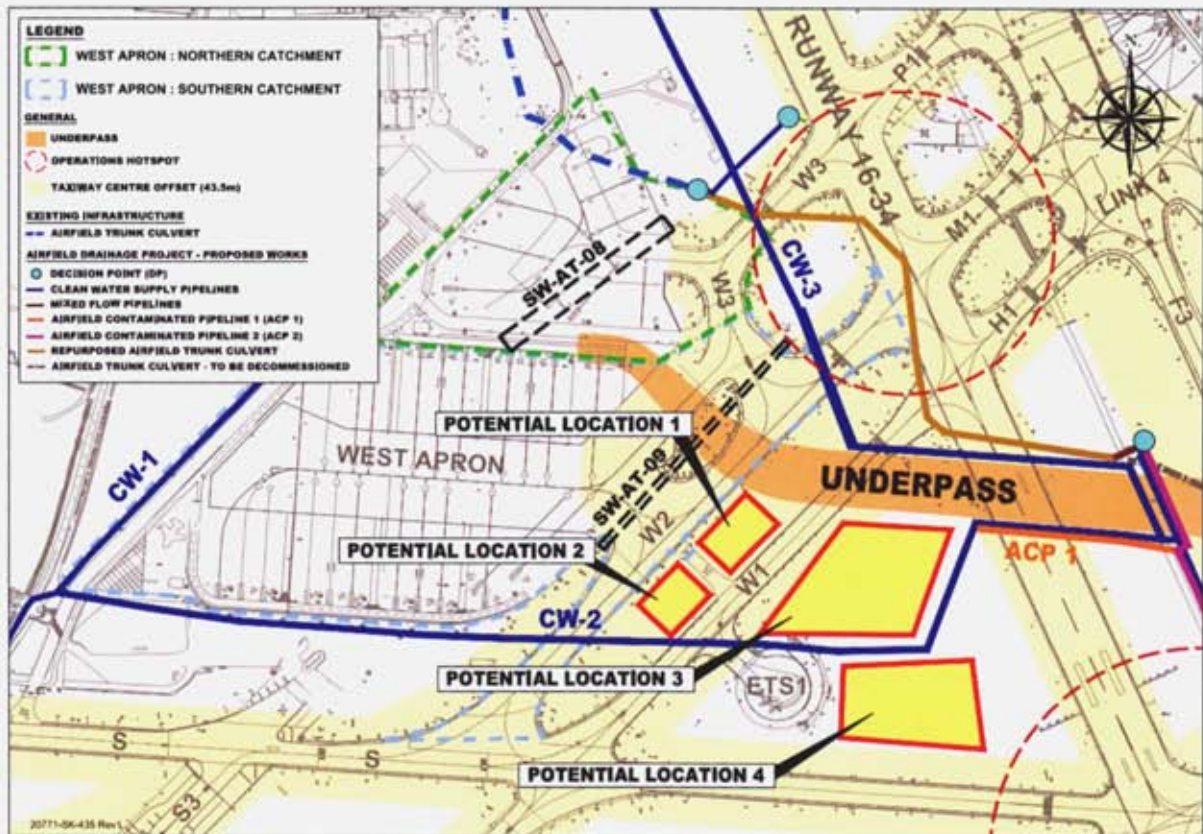 LEGEND
WEST APRON : NORTHERN CATCHMENT
WEST APRON : SOUTHERN CATCHMENT
GENERAL
UNDERPASS
OPERATIONS HOTSPOT
TAXIWAY CENTRE OFFSET (43.5m)
EXISTING INFRASTRUCTURE
AIRFIELD TRUNK CULVERT
AIRFIELD DRAINAGE PROJECT - PROPOSED WORKS
DECISION POINT (DP)
CLEAN WATER SUPPLY PIPELINES
MIXED FLOW PIPELINES
AIRFIELD CONTAMINATED PIPELINE 1 (ACP 1)
AIRFIELD CONTAMINATED PIPELINE 2 (ACP 2)
REPURPOSED AIRFIELD TRUNK CULVERT
AIRFIELD TRUNK CULVERT - TO BE DECOMMISSIONED
RUNWAY 16-34
P1
W3
LINK 4
M1
SW-AT-08
W3
CW-3
H1
F3
POTENTIAL LOCATION 1
WEST APRON
CW-1
UNDERPASS
SW-AT-09
W2
POTENTIAL LOCATION 2
W1
ACP 1
CW-2
POTENTIAL LOCATION 3
ETS1
S
S
POTENTIAL LOCATION 4
S3
20771-SK-435 Rev L